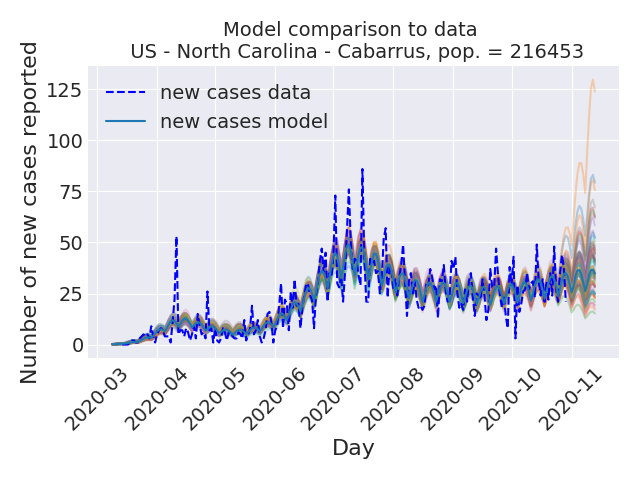 Model comparison to data
US - North Carolina - Cabarrus, pop. = 216453
Number of new cases reported
125
100
75
50
25
0
new cases data
new cases model
2020-03
2020-04
2020-05
2020-06
2020-07
2020-08
2020-09
2020-10
2020-11
Day